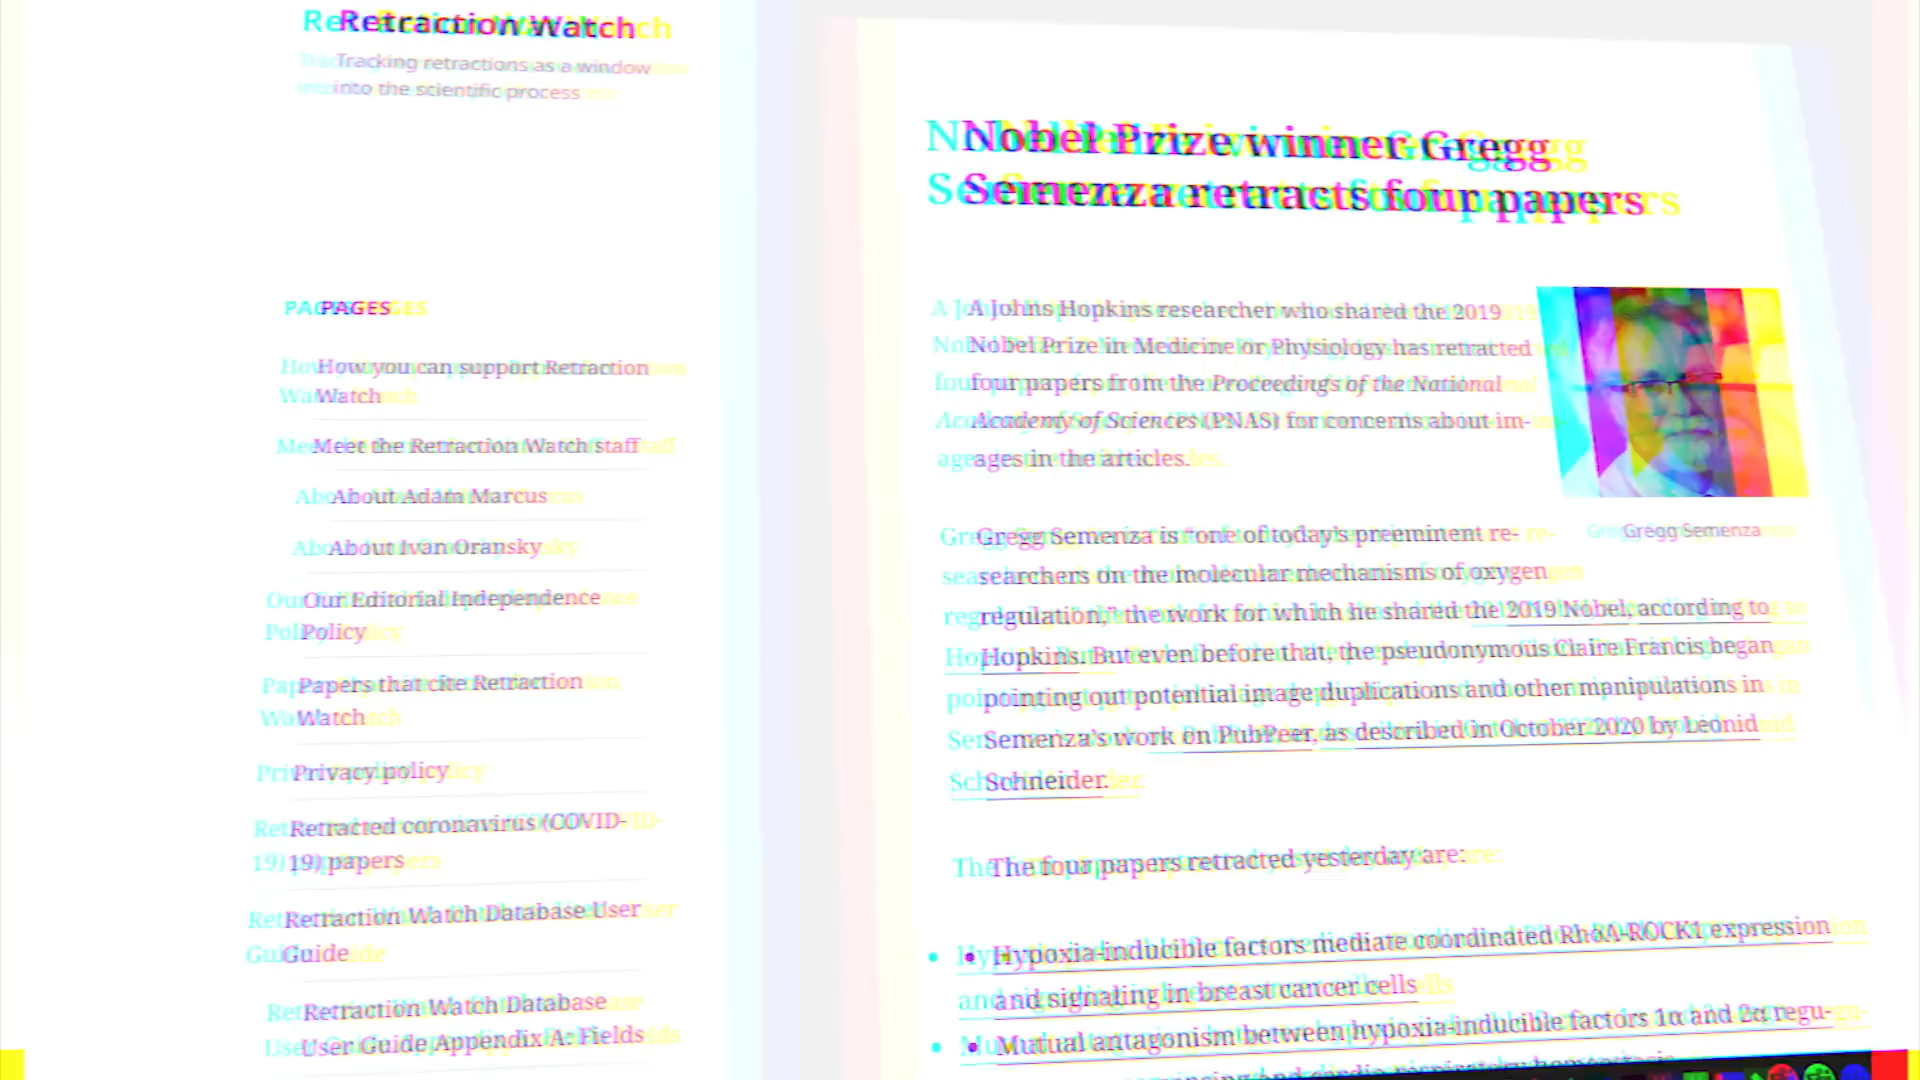 Retraction Watch
Tracking retractions as a window
into the scientific process
PAGES
How you can support Retraction
Watch
Meet the Retraction Watch staff
About Adam Marcus
About Ivan Oransky
Our Editorial Independence
Policy
Papers that cite Retraction
Watch
Privacy policy
Retracted coronavirus (COVID-
19) papers
Retraction Watch Database User
Guide
Retraction Watch Database
User Guide Appendix A: Fields
Nobel Prize winner Gregg
Semenza retracts four papers
A Johns Hopkins researcher who shared the 2019
Nobel Prize in Medicine or Physiology has retracted
four papers from the Proceedings of the National
Academy of Sciences (PNAS) for concerns about im-
ages in the articles.
Gregg Semenza
Gregg Semenza is “one of today’s preeminent re-
searchers on the molecular mechanisms of oxygen
regulation,” the work for which he shared the 2019 Nobel, according to
Hopkins. But even before that, the pseudonymous Claire Francis began
pointing out potential image duplications and other manipulations in
Semenza’s work on PubPeer, as described in October 2020 by Leonid
Schneider.
The four papers retracted yesterday are:
• Hypoxia-inducible factors mediate coordinated RhoA-ROCK1 expression
and signaling in breast cancer cells
• Mutual antagonism between hypoxia-inducible factors 1α and 2α regu-